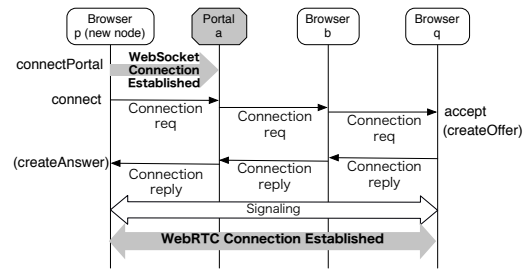 Browser
p (new node)
Portal
a
Browser
b
Browser
q
connectPortal
WebSocket
Connection
Established
connect
Connection
req
Connection
req
Connection
req
accept
(createOffer)
(createAnswer)
Connection
reply
Connection
reply
Connection
reply
Signaling
WebRTC Connection Established